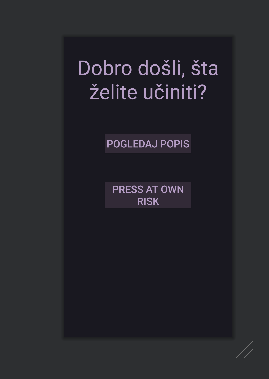 Dobro došli, šta
želite učiniti?
POGLEDAJ POPIS
PRESS AT OWN
RISK